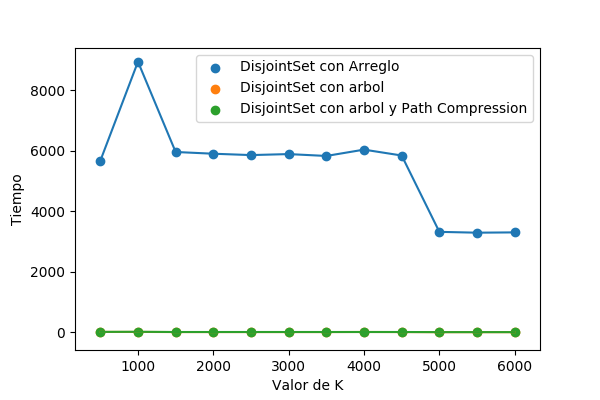 DisjointSet con Arreglo
DisjointSet con arbol
DisjointSet con arbol y Path Compression
8000
6000
4000
2000
0
Tiempo
1000 2000 3000 4000 5000 6000
Valor de K